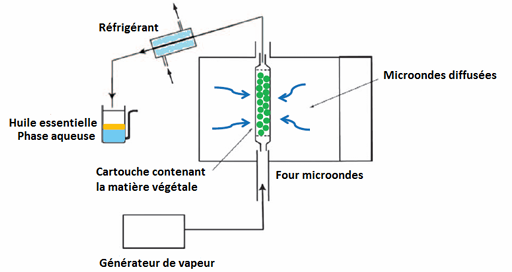 Réfrigérant
Microondes diffusées
Huile essentielle
Phase aqueuse
Cartouche contenant
la matière végétale
Four microondes
Générateur de vapeur